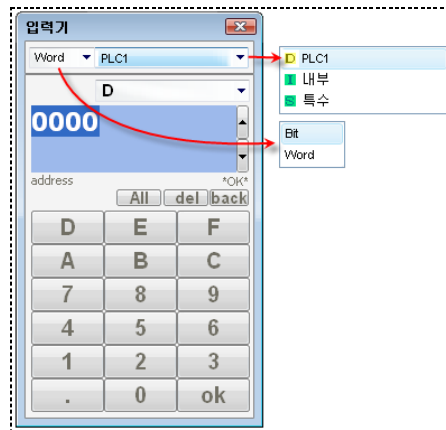 입력기
Word PLC1
D
0000
address *OK*
All del back
D E F
A B C
7 8 9
4 5 6
1 2 3
. 0 ok
D PLC1
I 내부
S 특수
Bit
Word